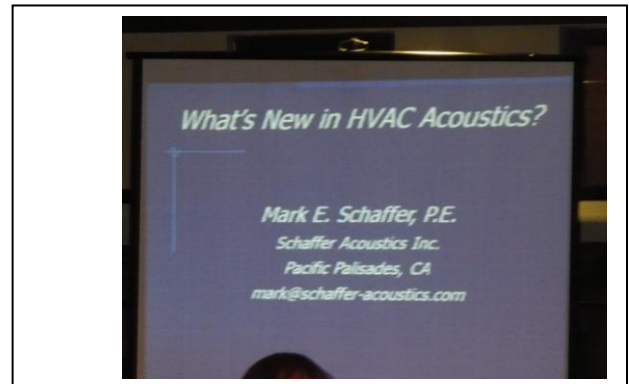 What's New in HVAC Acoustics?
Mark E. Schaffer, P.E.
Schaffer Acoustics Inc.
Pacific Palisades, CA
mark@schaffer-acoustics.com